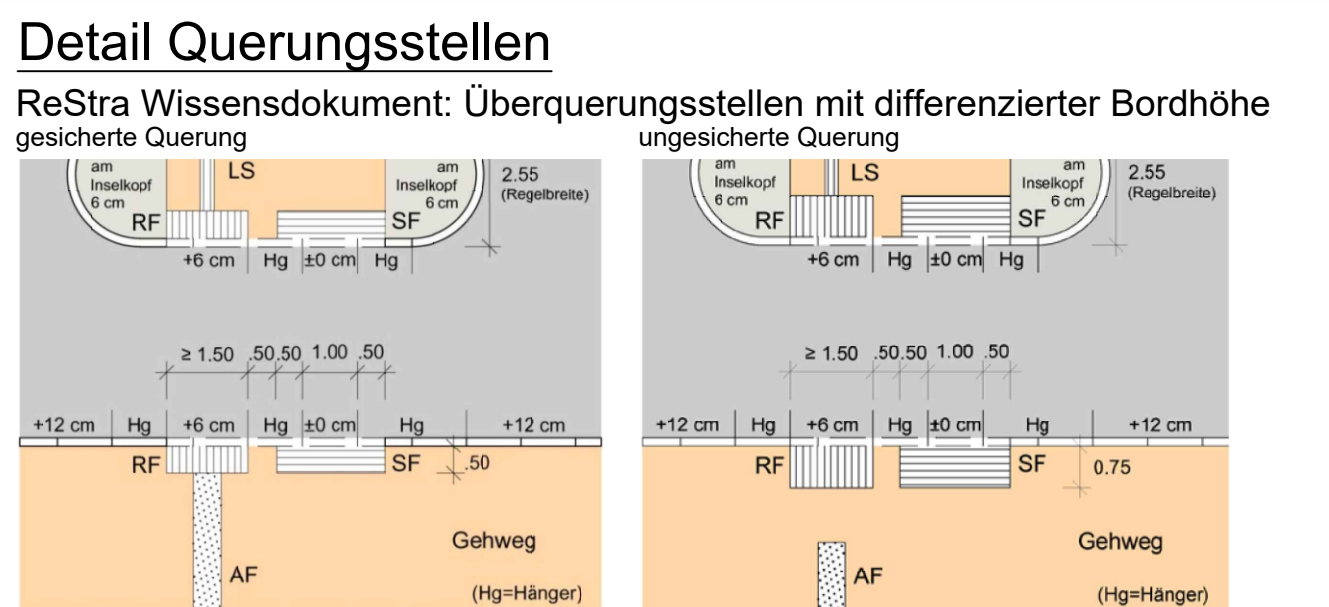 Detail Querungsstellen
ReStra Wissensdokument: Überquerungsstellen mit differenzierter Bordhöhe
gesicherte Querung
am
Inselkopf
6 cm
RF
LS
am
Inselkopf
6 cm
SF
2.55
(Regelbreite)
+6 cm Hg ±0 cm Hg
≥ 1.50 .50 .50 1.00 .50
+12 cm Hg +6 cm Hg ±0 cm Hg +12 cm
RF SF .50
Gehweg
AF
(Hg=Hänger)
ungesicherte Querung
am
Inselkopf
6 cm
RF
LS
am
Inselkopf
6 cm
SF
2.55
(Regelbreite)
+6 cm Hg ±0 cm Hg
≥ 1.50 .50 .50 1.00 .50
+12 cm Hg +6 cm Hg ±0 cm Hg +12 cm
RF SF 0.75
Gehweg
AF
(Hg=Hänger)